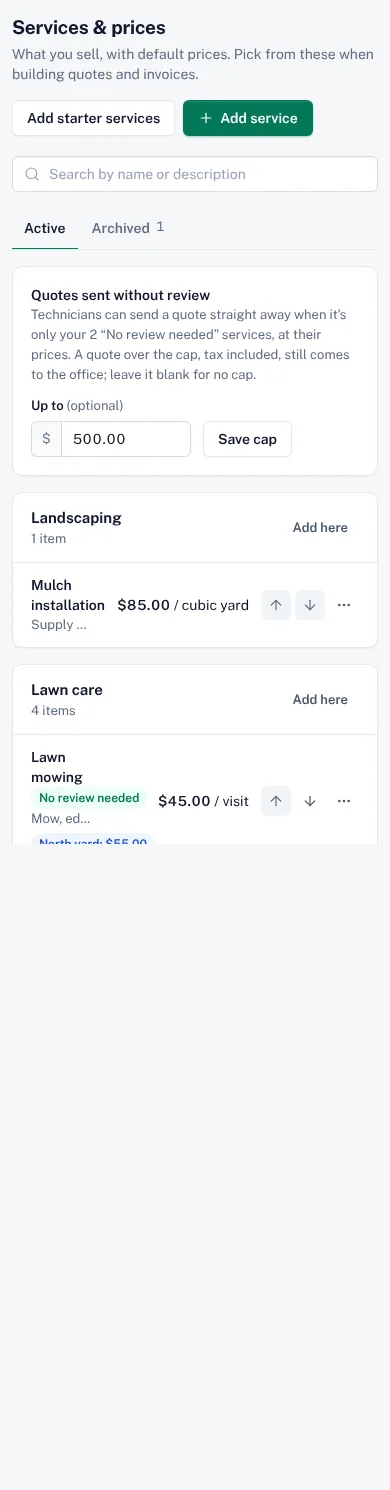 Services & prices
What you sell, with default prices. Pick from these when
building quotes and invoices.
Add starter services
Add service
Search by name or description
Active
Archived 1
Quotes sent without review
Technicians can send a quote straight away when it's
only your 2 “No review needed” services, at their
prices. A quote over the cap, tax included, still comes
to the office; leave it blank for no cap.
Up to (optional)
$ 500.00
Save cap
Landscaping
Add here
1 item
Mulch
installation
$85.00 / cubic yard
Supply ...
Lawn care
Add here
4 items
Lawn
mowing
No review needed
$45.00 / visit
Mow, ed...
North yard: $55.00